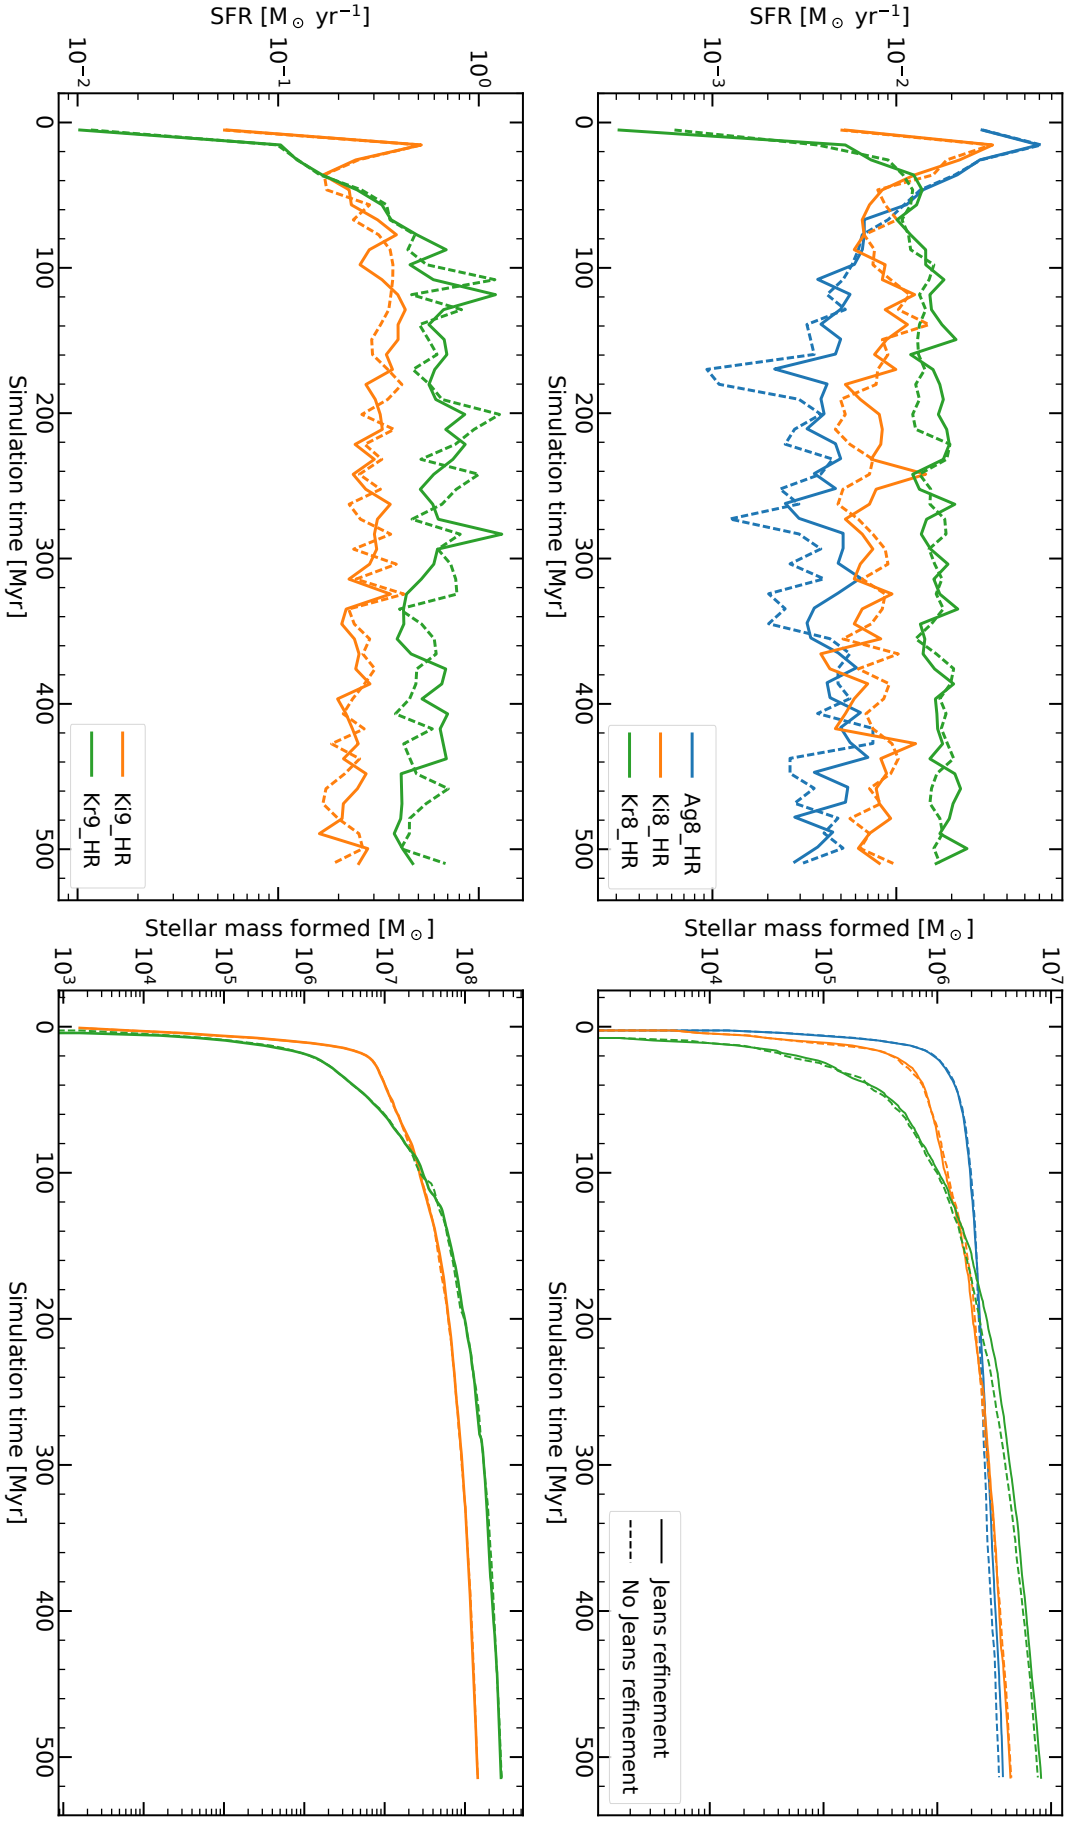 SFR [M⊙ yr⁻¹]
10⁻²
10⁻³
0 100 200 300 400 500
Simulation time [Myr]
Ag8_HR
Ki8_HR
Kr8_HR
Stellar mass formed [M⊙]
10⁷
10⁶
10⁵
10⁴
0 100 200 300 400 500
Simulation time [Myr]
Jeans refinement
No Jeans refinement
SFR [M⊙ yr⁻¹]
10⁰
10⁻¹
10⁻²
0 100 200 300 400 500
Simulation time [Myr]
Ki9_HR
Kr9_HR
Stellar mass formed [M⊙]
10⁸
10⁷
10⁶
10⁵
10⁴
10³
0 100 200 300 400 500
Simulation time [Myr]